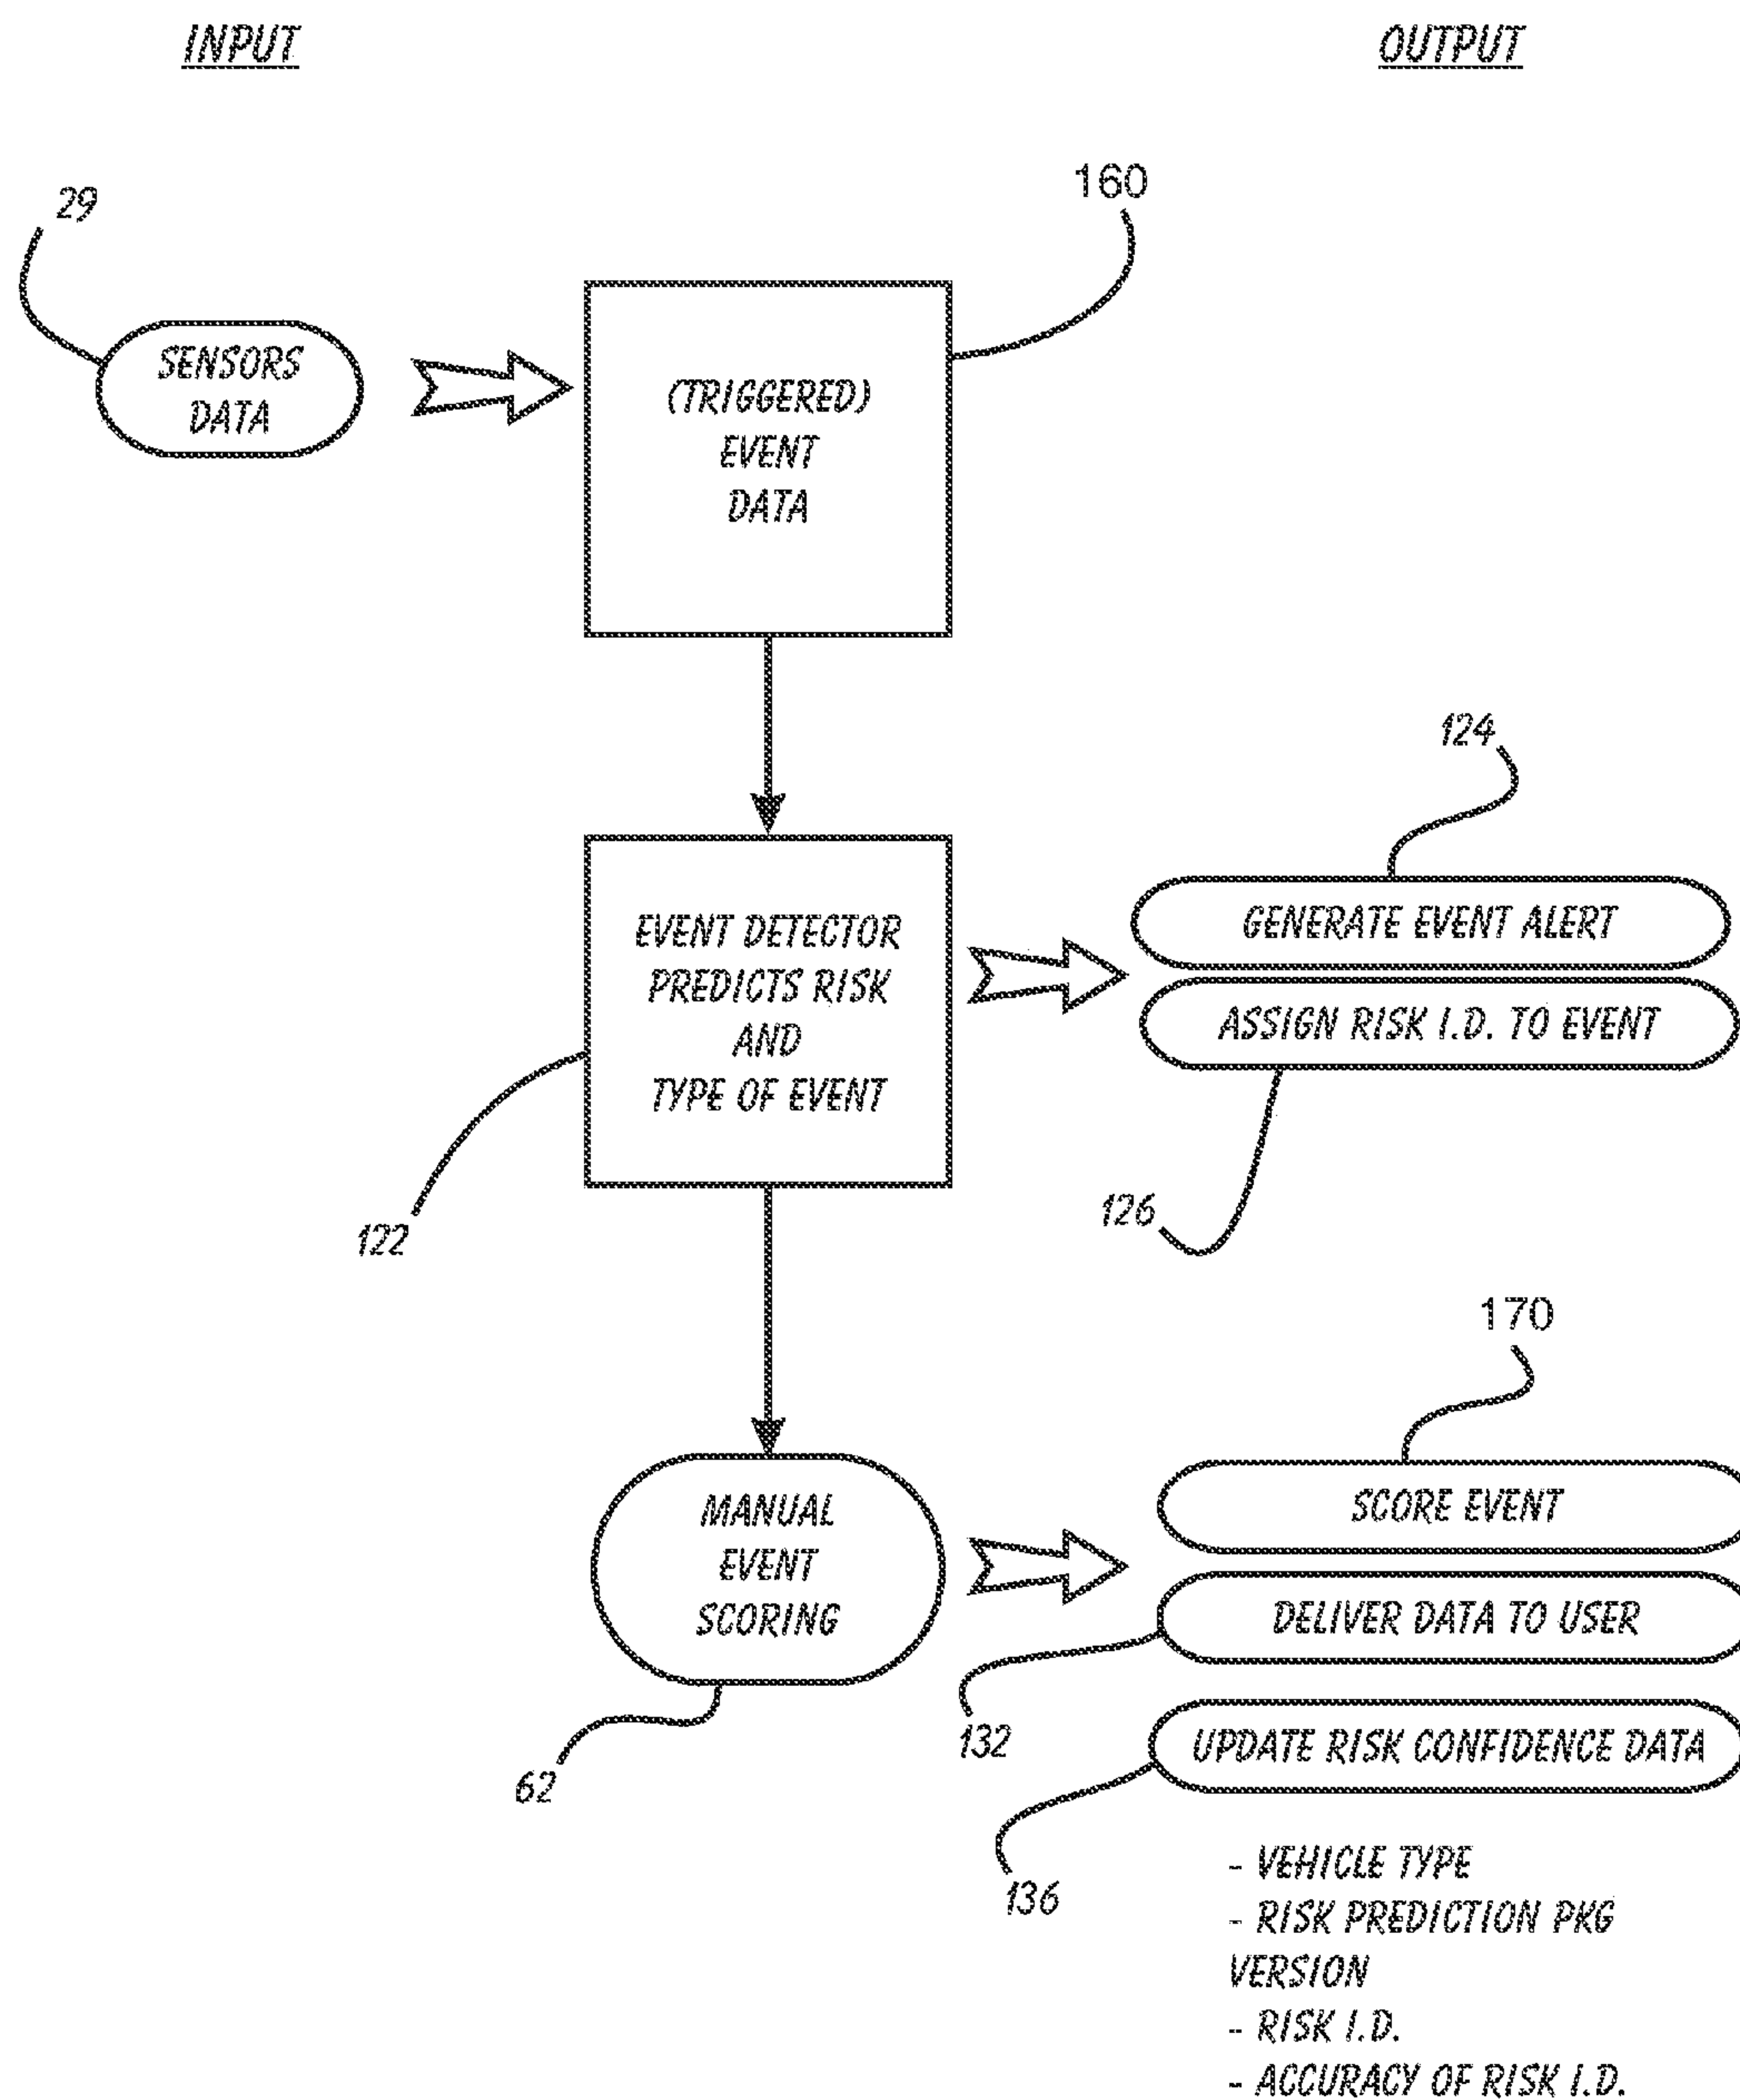 INPUT
OUTPUT
29
160
SENSORS
DATA
(TRIGGERED)
EVENT
DATA
124
EVENT DETECTOR
PREDICTS RISK
AND
TYPE OF EVENT
GENERATE EVENT ALERT
ASSIGN RISK I.D. TO EVENT
122
126
170
MANUAL
EVENT
SCORING
SCORE EVENT
DELIVER DATA TO USER
132
UPDATE RISK CONFIDENCE DATA
62
136
- VEHICLE TYPE
- RISK PREDICTION PKG
VERSION
- RISK I.D.
- ACCURACY OF RISK I.D.